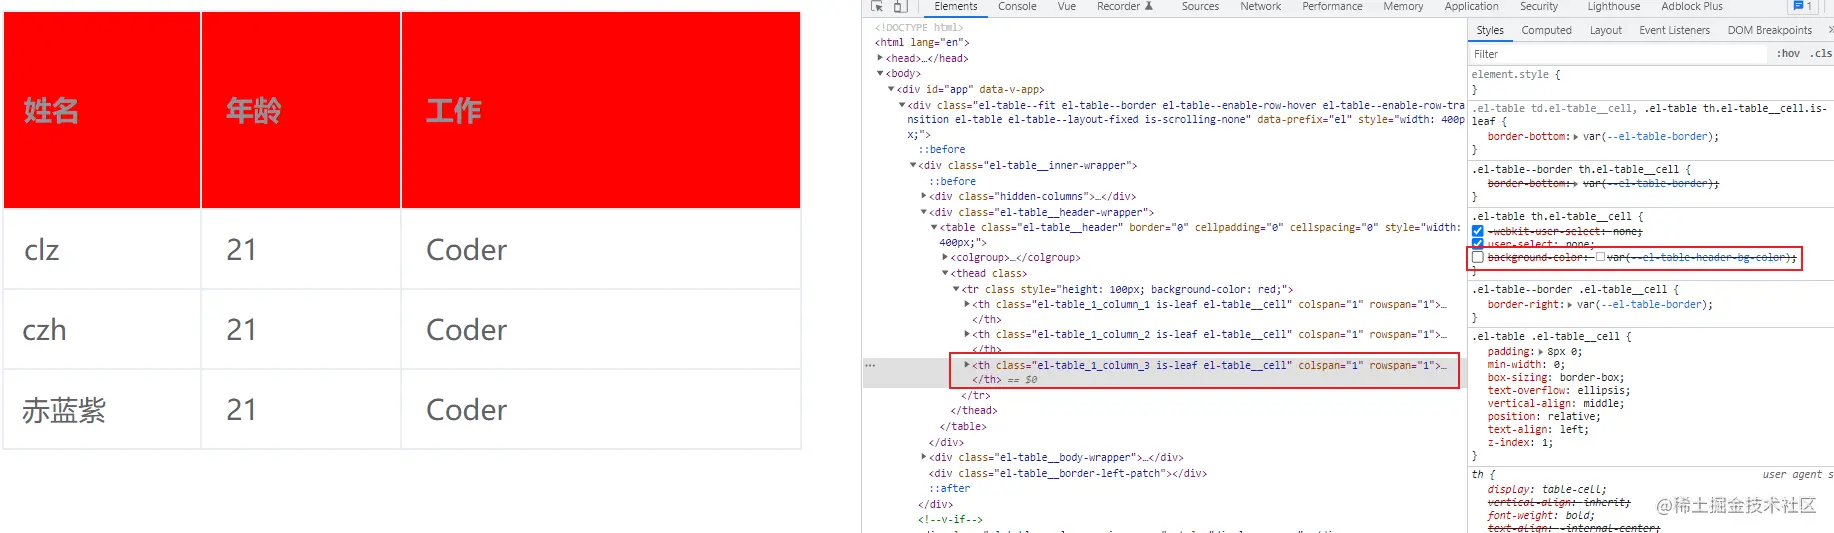 姓名 年龄 工作
clz 21 Coder
czh 21 Coder
赤蓝紫 21 Coder
Elements Console Vue Recorder Sources Network Performance Memory Application Security Lighthouse Adblock Plus 1
<!DOCTYPE html>
<html lang="en">
▶<head>…</head>
▼<body>
▼<div id="app" data-v-app>
▼<div class="el-table--fit el-table--border el-table--enable-row-hover el-table--enable-row-tra
nsition el-table el-table--layout-fixed is-scrolling-none" data-prefix="el" style="width: 400p
x;">
::before
▼<div class="el-table__inner-wrapper">
::before
▶<div class="hidden-columns">…</div>
▼<div class="el-table__header-wrapper">
▼<table class="el-table__header" border="0" cellpadding="0" cellspacing="0" style="width:
400px;">
▶<colgroup>…</colgroup>
▼<thead class>
▼<tr class style="height: 100px; background-color: red;">
▶<th class="el-table_1_column_1 is-leaf el-table__cell" colspan="1" rowspan="1">…
</th>
▶<th class="el-table_1_column_2 is-leaf el-table__cell" colspan="1" rowspan="1">…
</th>
▶<th class="el-table_1_column_3 is-leaf el-table__cell" colspan="1" rowspan="1">…
</th> == $0
</tr>
</thead>
</table>
</div>
▶<div class="el-table__body-wrapper">…</div>
<div class="el-table__border-left-patch"></div>
::after
</div>
<!--v-if-->
Styles Computed Layout Event Listeners DOM Breakpoints »
Filter :hov .cls
element.style {
}
.el-table td.el-table__cell, .el-table th.el-table__cell.is-
leaf {
border-bottom:▶ var(--el-table-border);
}
.el-table--border th.el-table__cell {
border-bottom:▶ var(--el-table-border);
}
.el-table th.el-table__cell {
-webkit-user-select: none;
user-select: none;
background-color: var(--el-table-header-bg-color);
}
.el-table--border .el-table__cell {
border-right:▶ var(--el-table-border);
}
.el-table .el-table__cell {
padding:▶ 8px 0;
min-width: 0;
box-sizing: border-box;
text-overflow: ellipsis;
vertical-align: middle;
position: relative;
text-align: left;
z-index: 1;
}
th { user agent s
display: table-cell;
vertical-align: inherit;
font-weight: bold;
text-align: -internal-center;
@稀土掘金技术社区